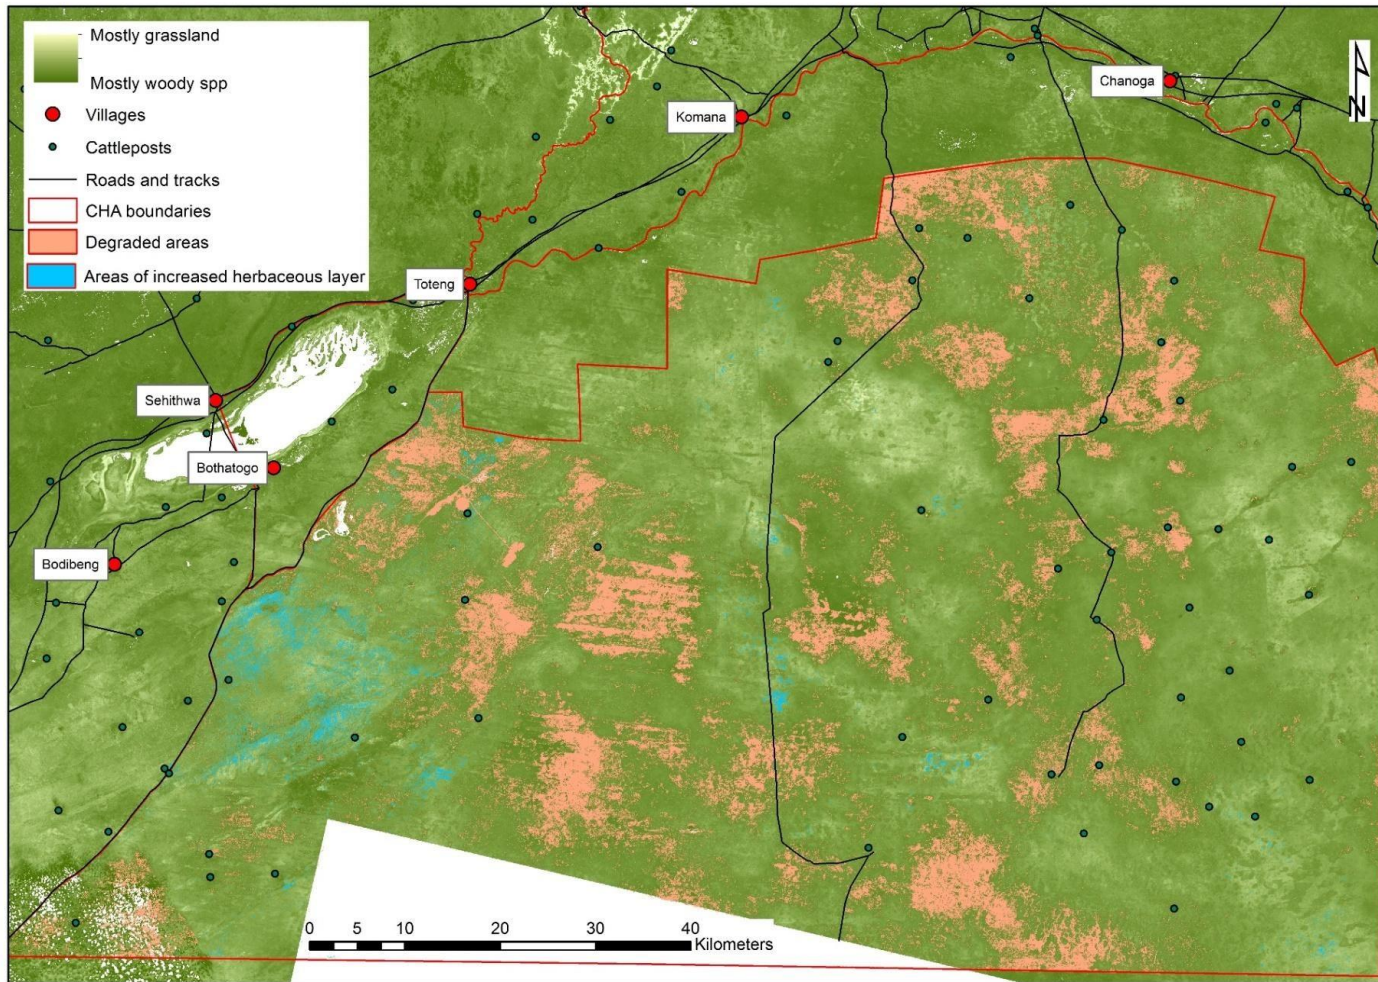 Mostly grassland
Mostly woody spp
Villages
Cattleposts
Roads and tracks
CHA boundaries
Degraded areas
Areas of increased herbaceous layer
Chanoga
N
Komana
Toteng
Sehithwa
Bothatogo
Bodibeng
0 5 10 20 30 40
Kilometers